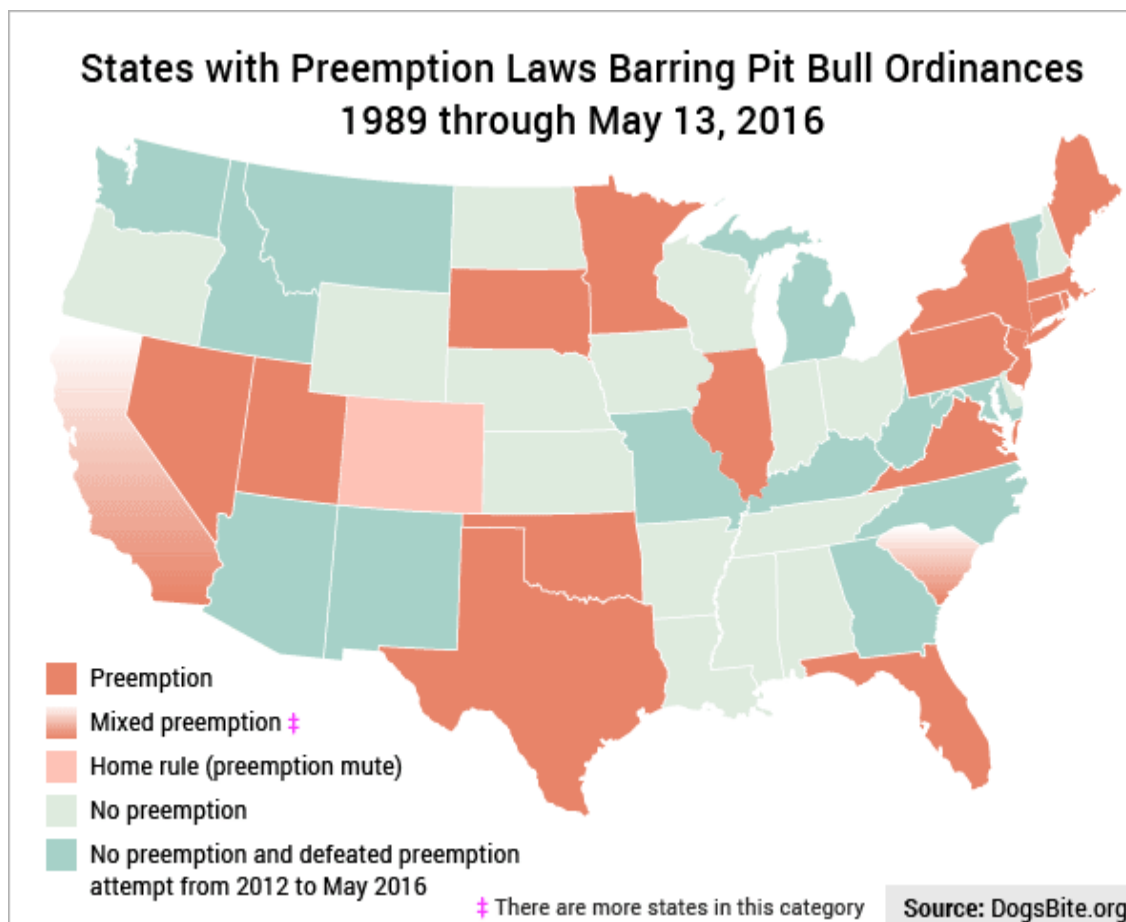 States with Preemption Laws Barring Pit Bull Ordinances
1989 through May 13, 2016
Preemption
Mixed preemption ‡
Home rule (preemption mute)
No preemption
No preemption and defeated preemption
attempt from 2012 to May 2016
‡ There are more states in this category
Source: DogsBite.org